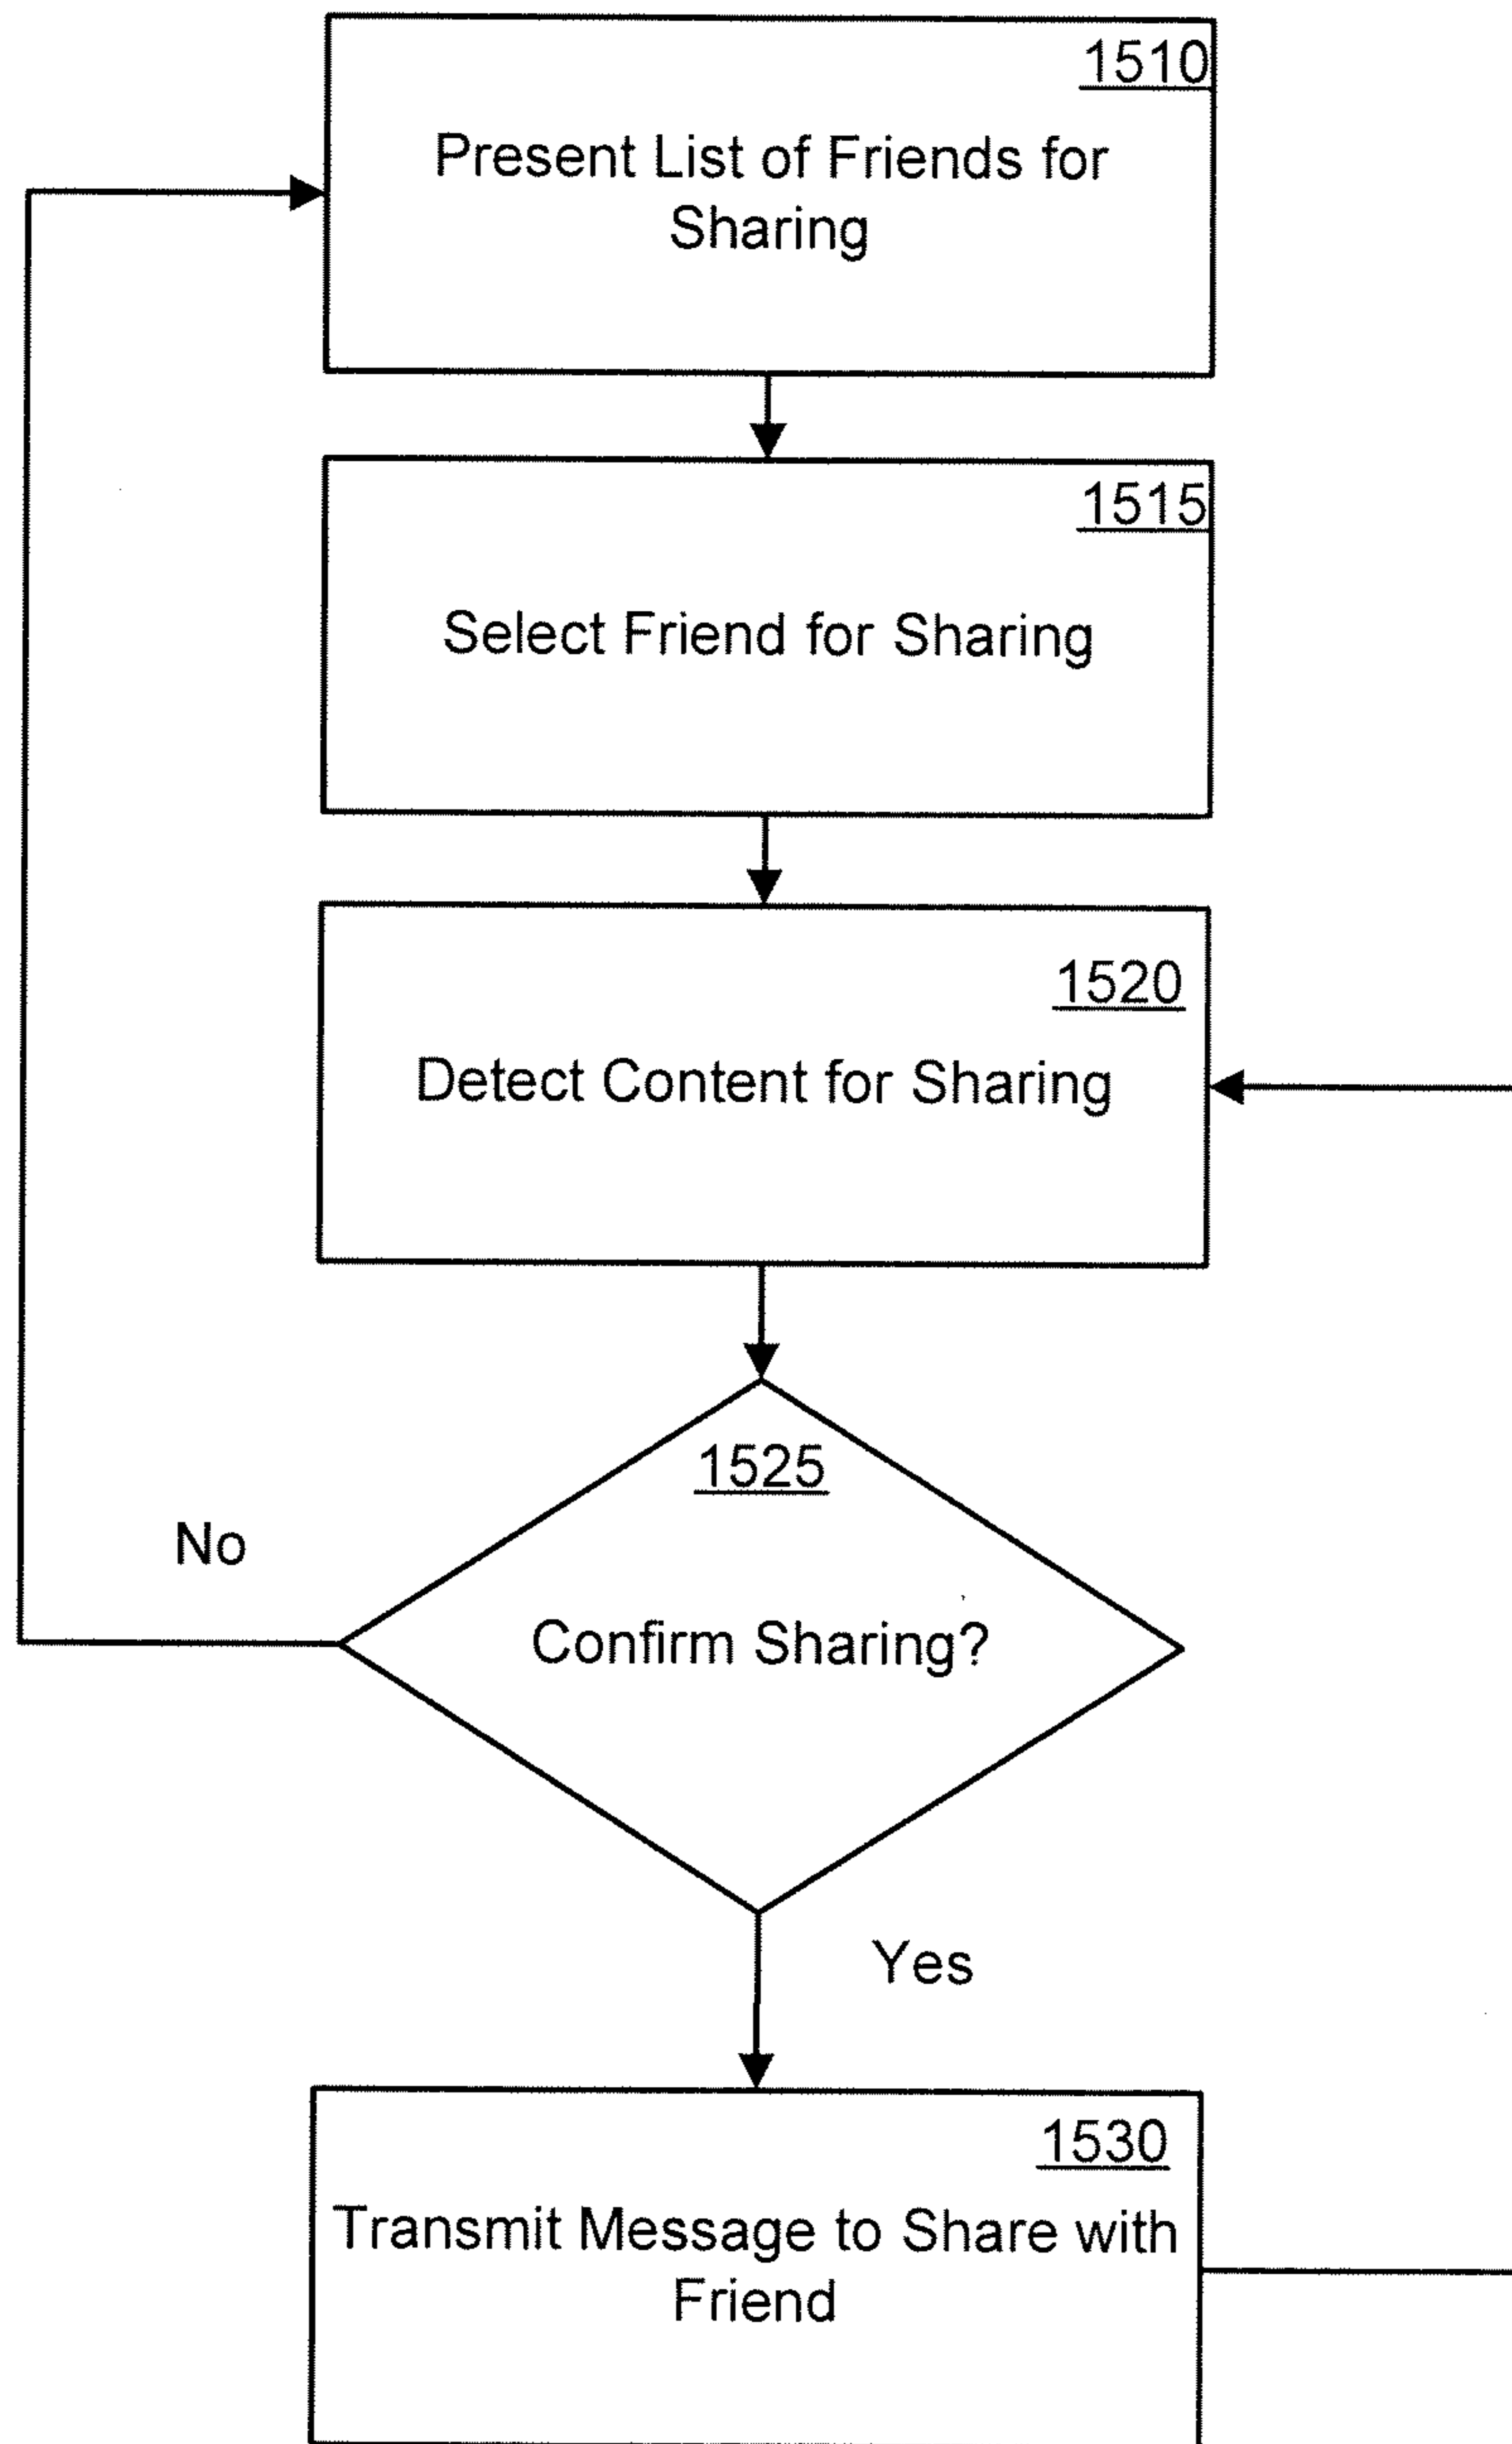 1510
Present List of Friends for
Sharing
1515
Select Friend for Sharing
1520
Detect Content for Sharing
1525
No
Confirm Sharing?
Yes
1530
Transmit Message to Share with
Friend